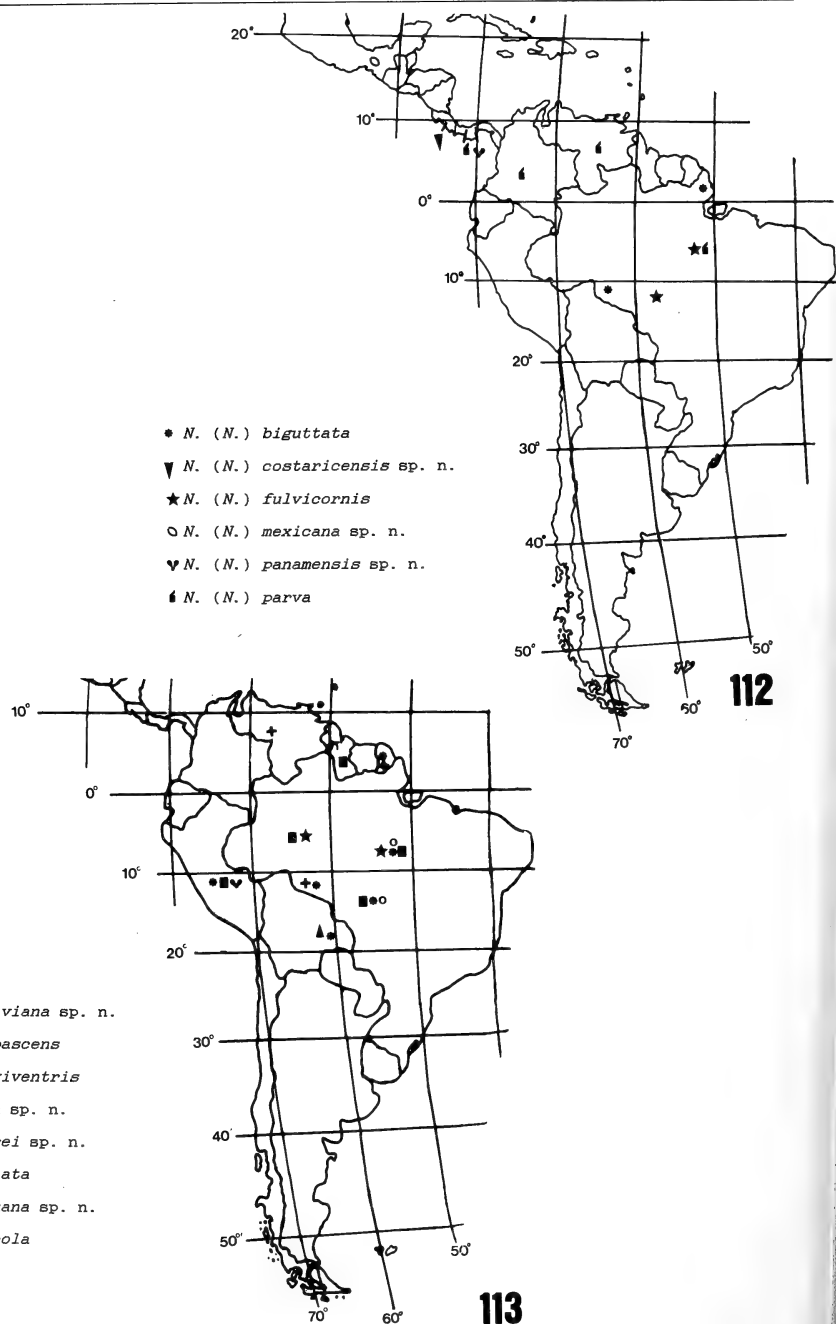 20°
10°
0°
10°
20°
30°
40°
50°
50°
60°
70°
112
N. (N.) biguttata
N. (N.) costaricensis sp. n.
N. (N.) fulvicornis
N. (N.) mexicana sp. n.
N. (N.) panamensis sp. n.
N. (N.) parva
10°
0°
10°
20°
30°
40°
50°
50°
60°
70°
113
viana sp. n.
ascens
iventris
sp. n.
ei sp. n.
ata
ana sp. n.
ola